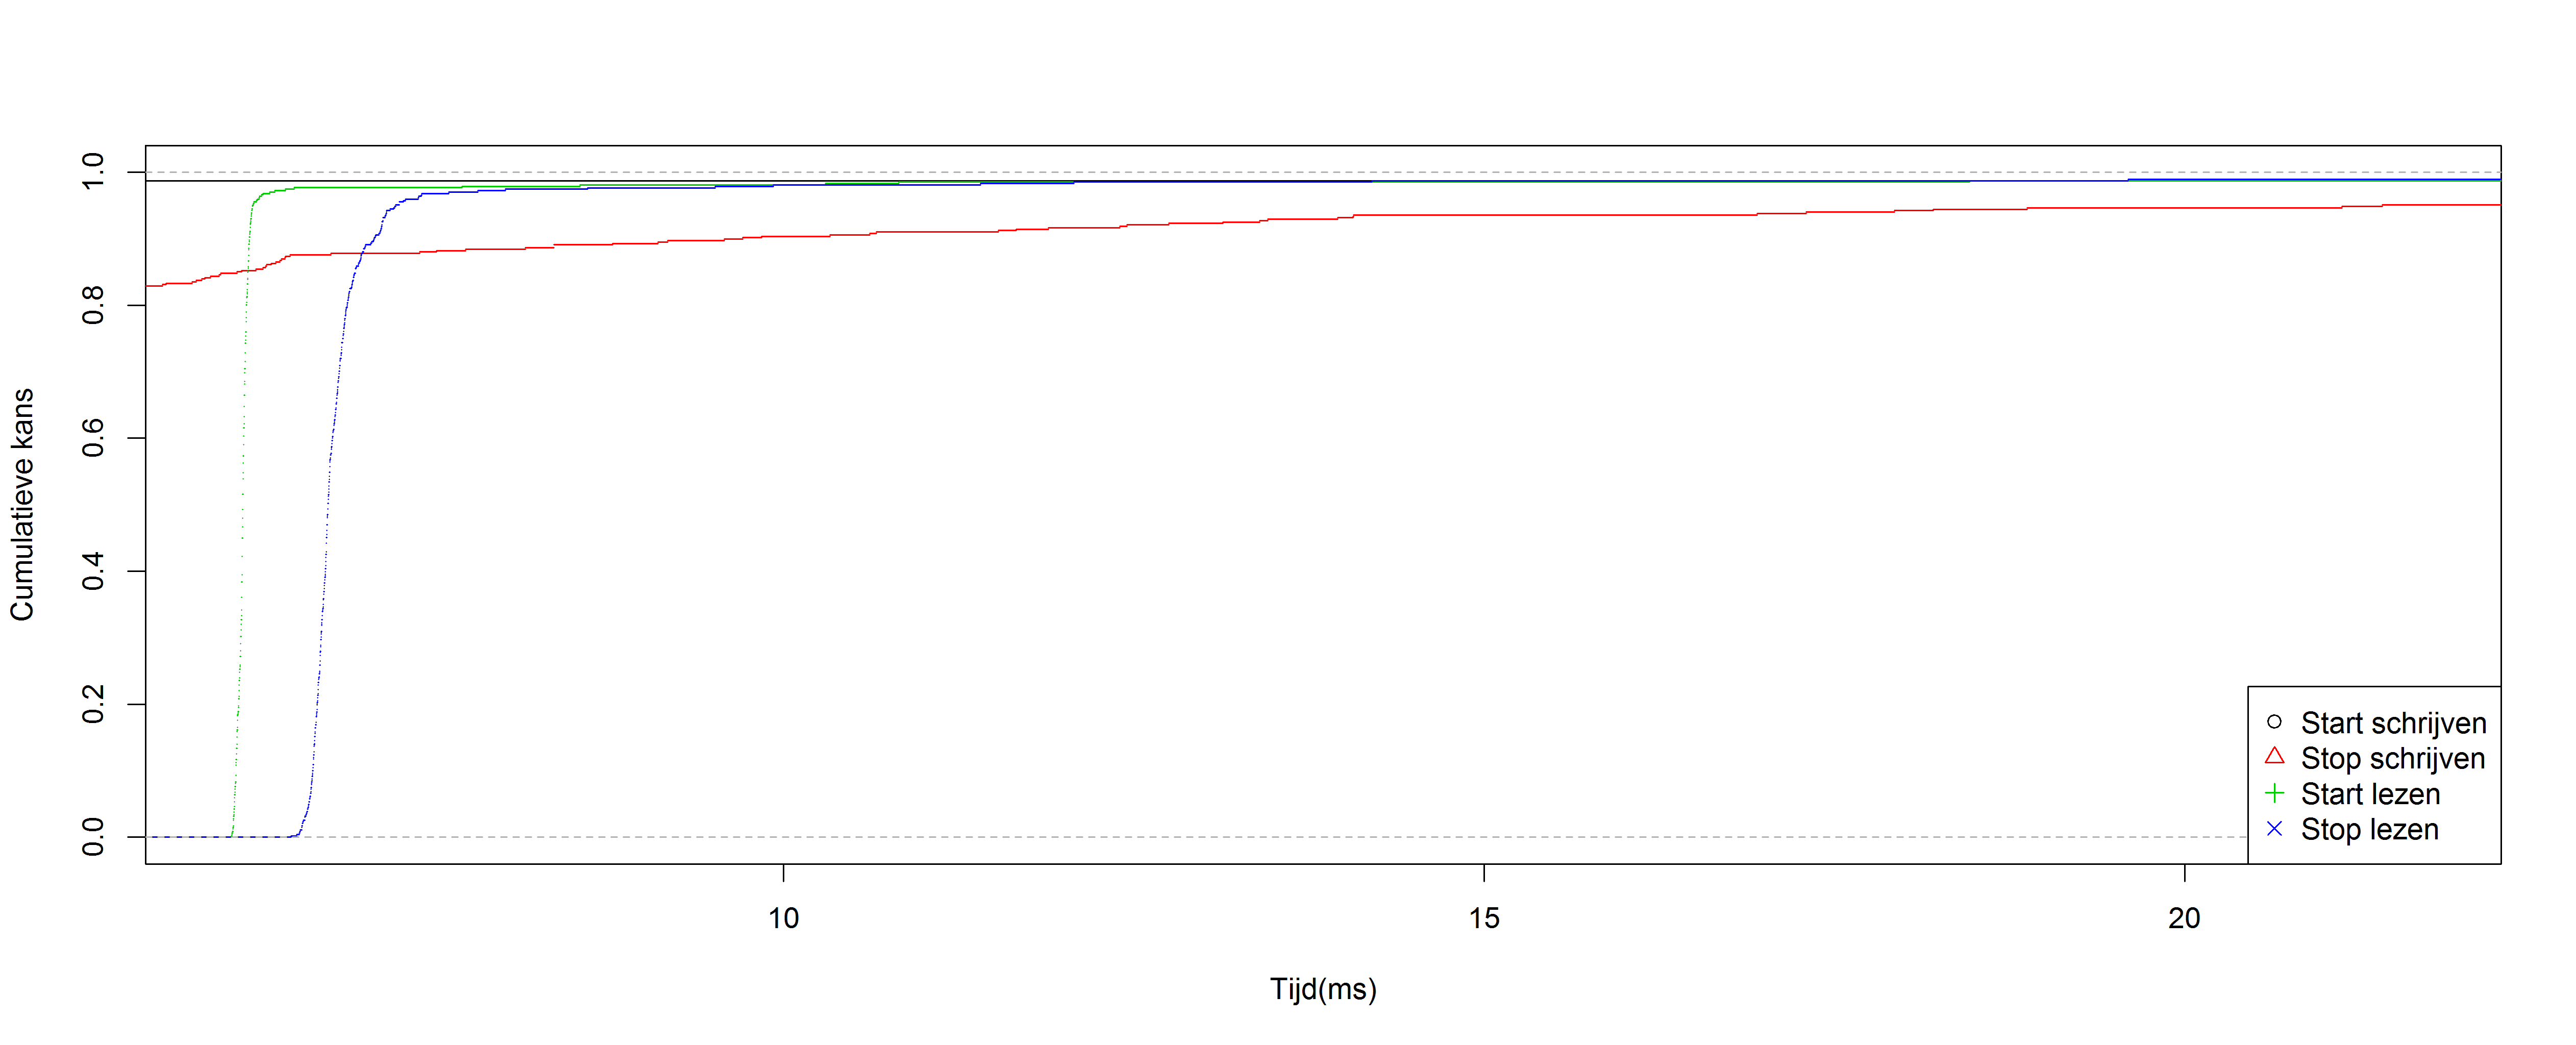 Cumulatieve kans
1.0
0.8
0.6
0.4
0.2
0.0
10 15 20
Tijd(ms)
Start schrijven
Stop schrijven
Start lezen
Stop lezen